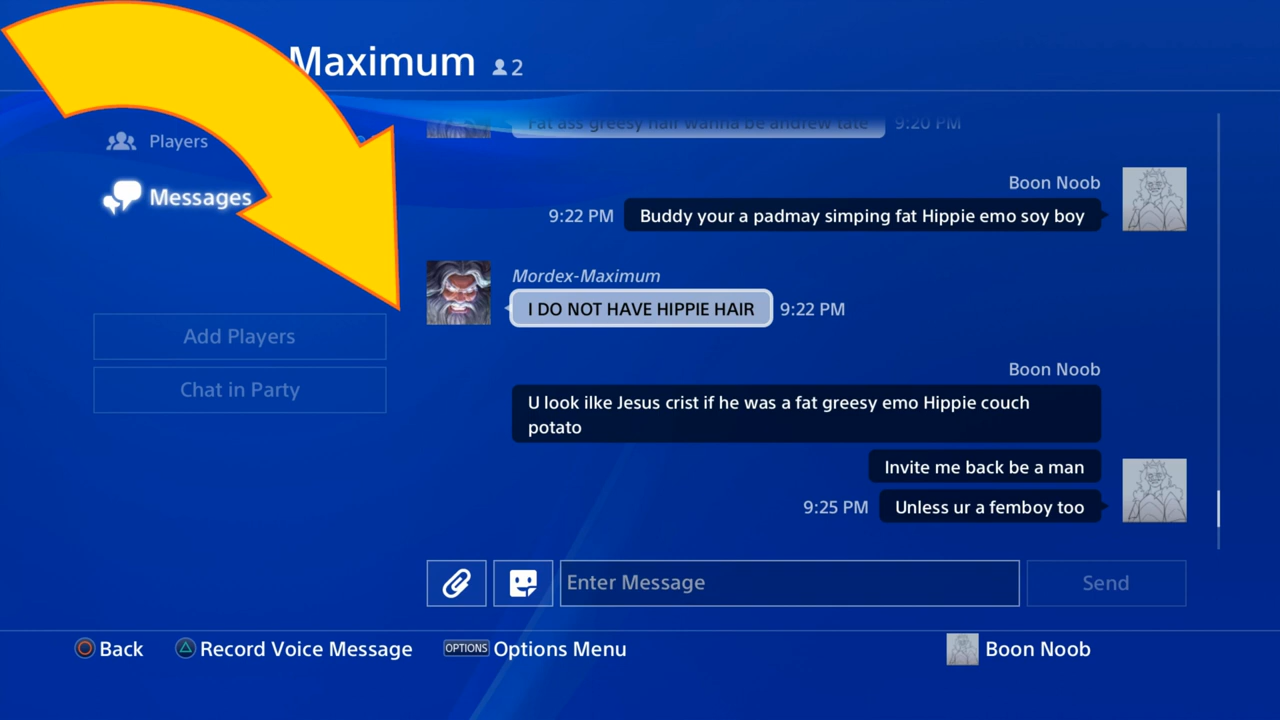 Maximum 2
Players
Fat ass greesy hair wanna be andrew tate 9:20 PM
Messages
Boon Noob
9:22 PM Buddy your a padmay simping fat Hippie emo soy boy
Mordex-Maximum
I DO NOT HAVE HIPPIE HAIR 9:22 PM
Add Players
Chat in Party
Boon Noob
U look ilke Jesus crist if he was a fat greesy emo Hippie couch
potato
Invite me back be a man
9:25 PM Unless ur a femboy too
Enter Message
Send
Back
Record Voice Message
OPTIONS Options Menu
Boon Noob